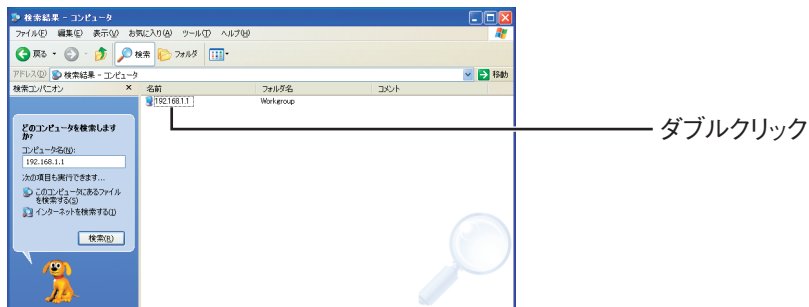 検索結果 - コンピュータ
ファイル(F) 編集(E) 表示(V) お気に入り(A) ツール(T) ヘルプ(H)
戻る 検索 フォルダ
アドレス(D) 検索結果 - コンピュータ 移動
検索コンパニオン × 名前 フォルダ名 コメント
192.168.1.1 Workgroup
ダブルクリック
どのコンピュータを検索します
か?
コンピュータ名(N):
192.168.1.1
次の項目も実行できます...
このコンピュータにあるファイル
を検索する(S)
インターネットを検索する(I)
検索(R)